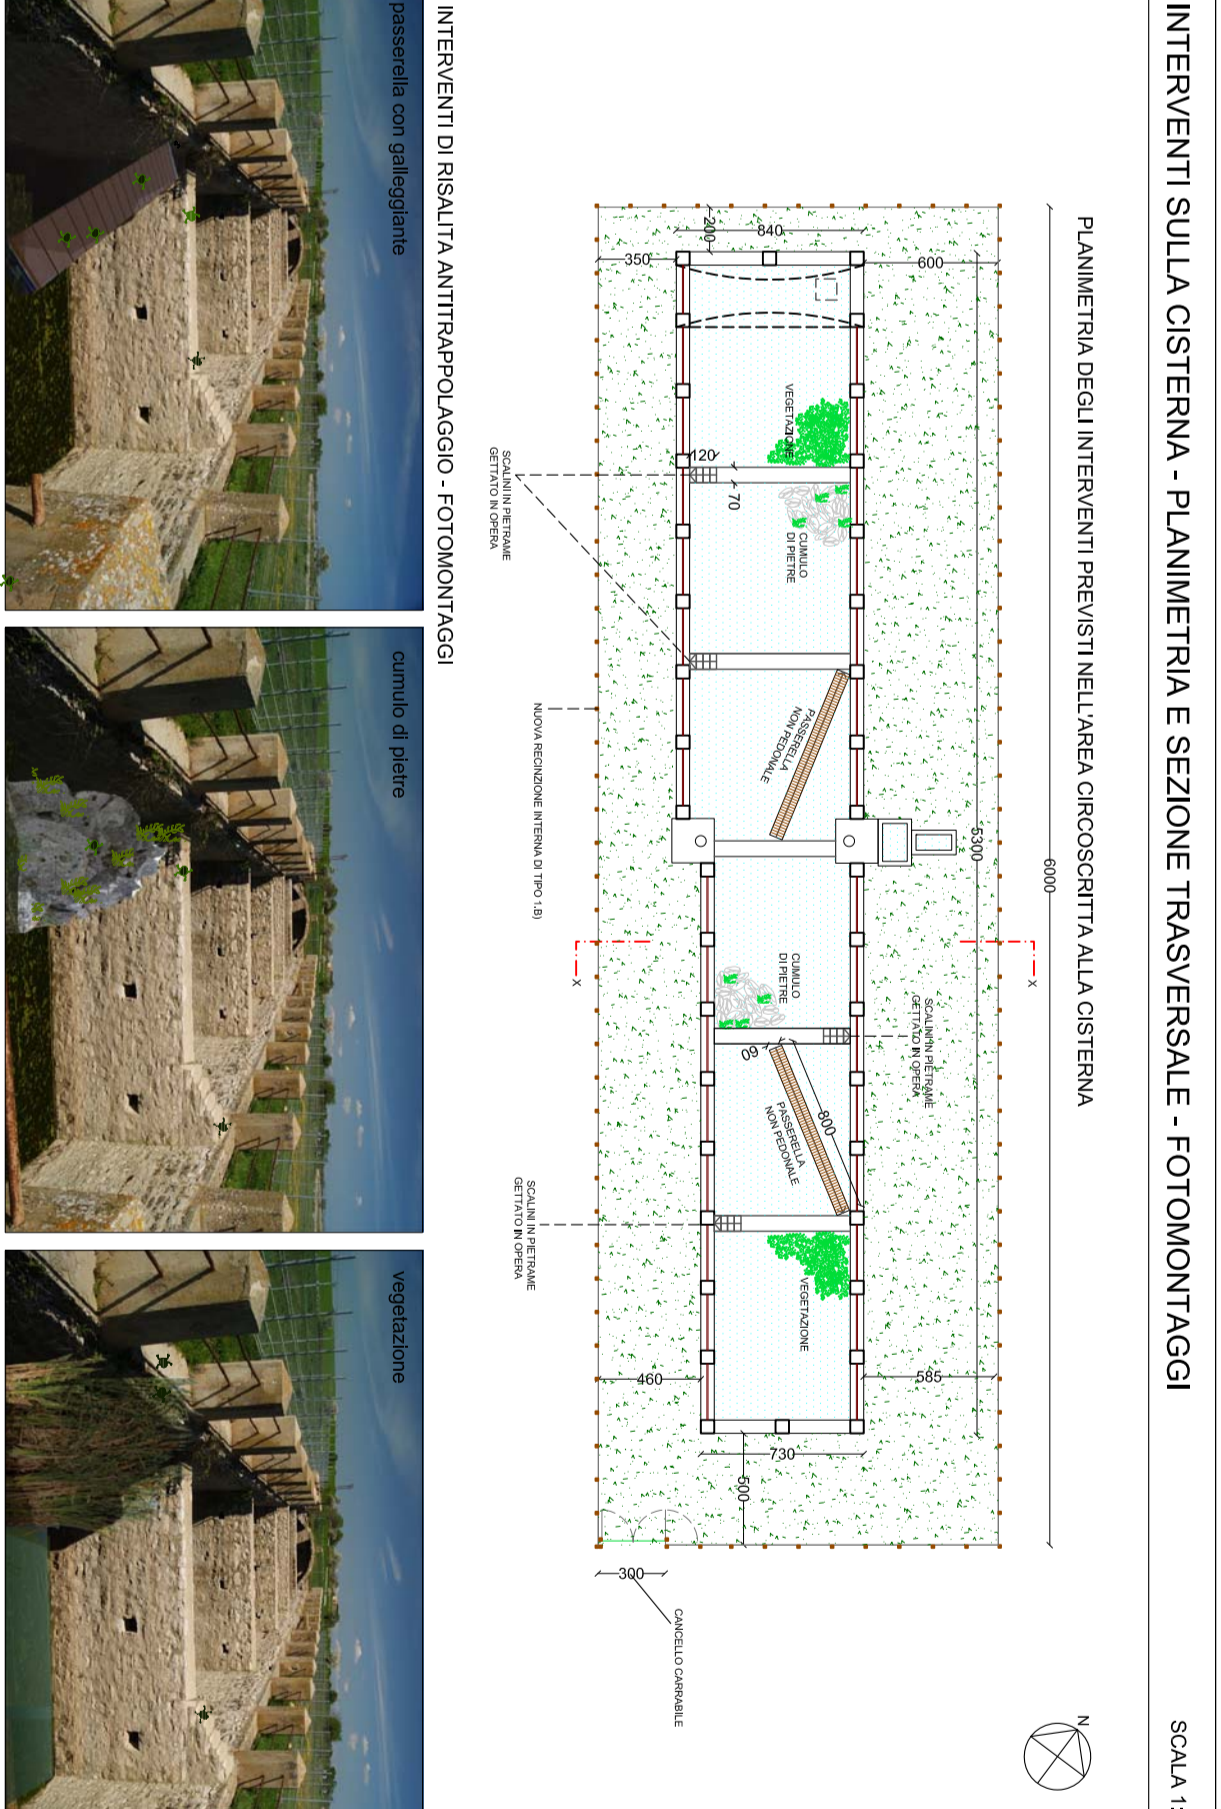 INTERVENTI SULLA CISTERNA - PLANIMETRIA E SEZIONE TRASVERSALE - FOTOMONTAGGI
SCALA 1:
PLANIMETRIA DEGLI INTERVENTI PREVISTI NELL'AREA CIRCOSCRITTA ALLA CISTERNA
N
6000
5300
X
600
585
SCALINI IN PIETRAME
GETTATO IN OPERA
200
840
350
VEGETAZIONE
120
70
CUMULO
DI PIETRE
PASSERELLA
NON PEDONALE
CUMULO
DI PIETRE
60
800
PASSERELLA
NON PEDONALE
VEGETAZIONE
460
730
500
300
CANCELLO CARRABILE
X
SCALINI IN PIETRAME
GETTATO IN OPERA
NUOVA RECINZIONE INTERNA DI TIPO 1.B)
SCALINI IN PIETRAME
GETTATO IN OPERA
INTERVENTI DI RISALITA ANTITRAPPOLAGGIO - FOTOMONTAGGI
passerella con galleggiante
cumulo di pietre
vegetazione